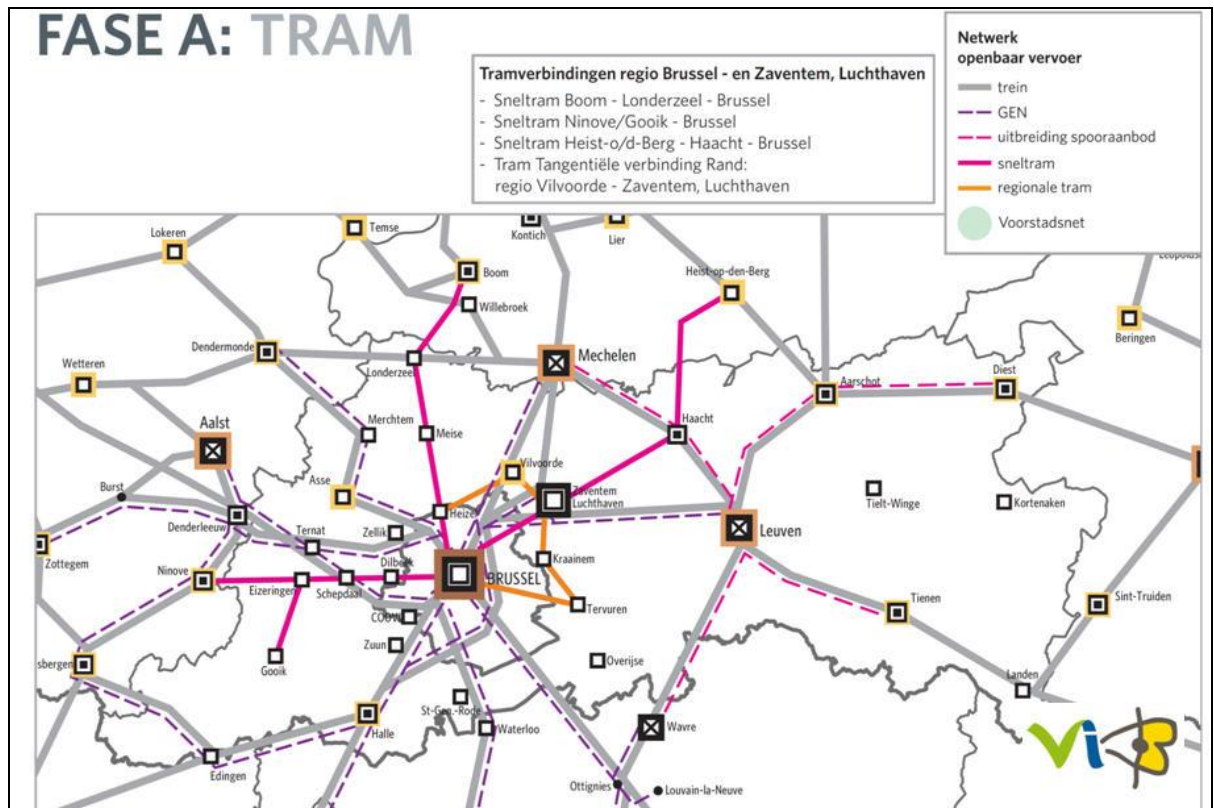 FASE A: TRAM
Tramverbindingen regio Brussel - en Zaventem, Luchthaven
- Sneltram Boom - Londerzeel - Brussel
- Sneltram Ninove/Gooik - Brussel
- Sneltram Heist-o/d-Berg - Haacht - Brussel
- Tram Tangentiële verbinding Rand:
regio Vilvoorde - Zaventem, Luchthaven
Netwerk
openbaar vervoer
trein
GEN
uitbreiding spooraanbod
sneltram
regionale tram
Voorstadsnet
Lokeren
Temse
Kontich
Lier
Boom
Heist-op-den-Berg
Willebroek
Beringen
Dendermonde
Mechelen
Wetteren
Londerzeel
Aarschot
Diest
Aalst
Merchtem
Meise
Haacht
Burst
Asse
Vilvoorde
Zaventem
Luchthaven
Tielt-Winge
Kortenaken
Denderleeuw
Ternat
Zellik
Heizel
Leuven
Zottegem
Ninove
Eizeringen
Schepdaal
Dilbeek
BRUSSEL
Kraainem
Tervuren
Tienen
Sint-Truiden
COOVI
Zuun
sbergen
Gooik
Overijse
Landen
St-Gen.-Rode
Halle
Waterloo
Wavre
Edingen
Ottignies
Louvain-la-Neuve